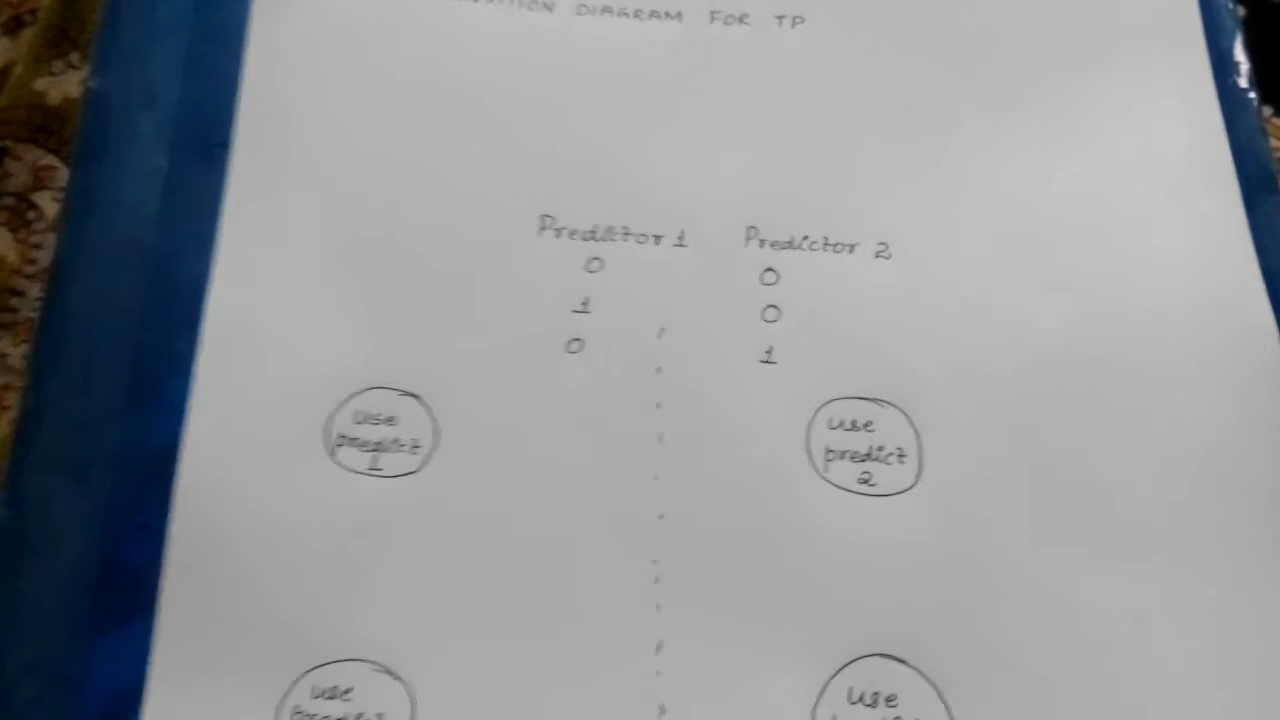 DIAGRAM FOR TP
Predictor 1 Predictor 2
0 0
1 0
0 1
use
predict
1
use
predict
2
use
use